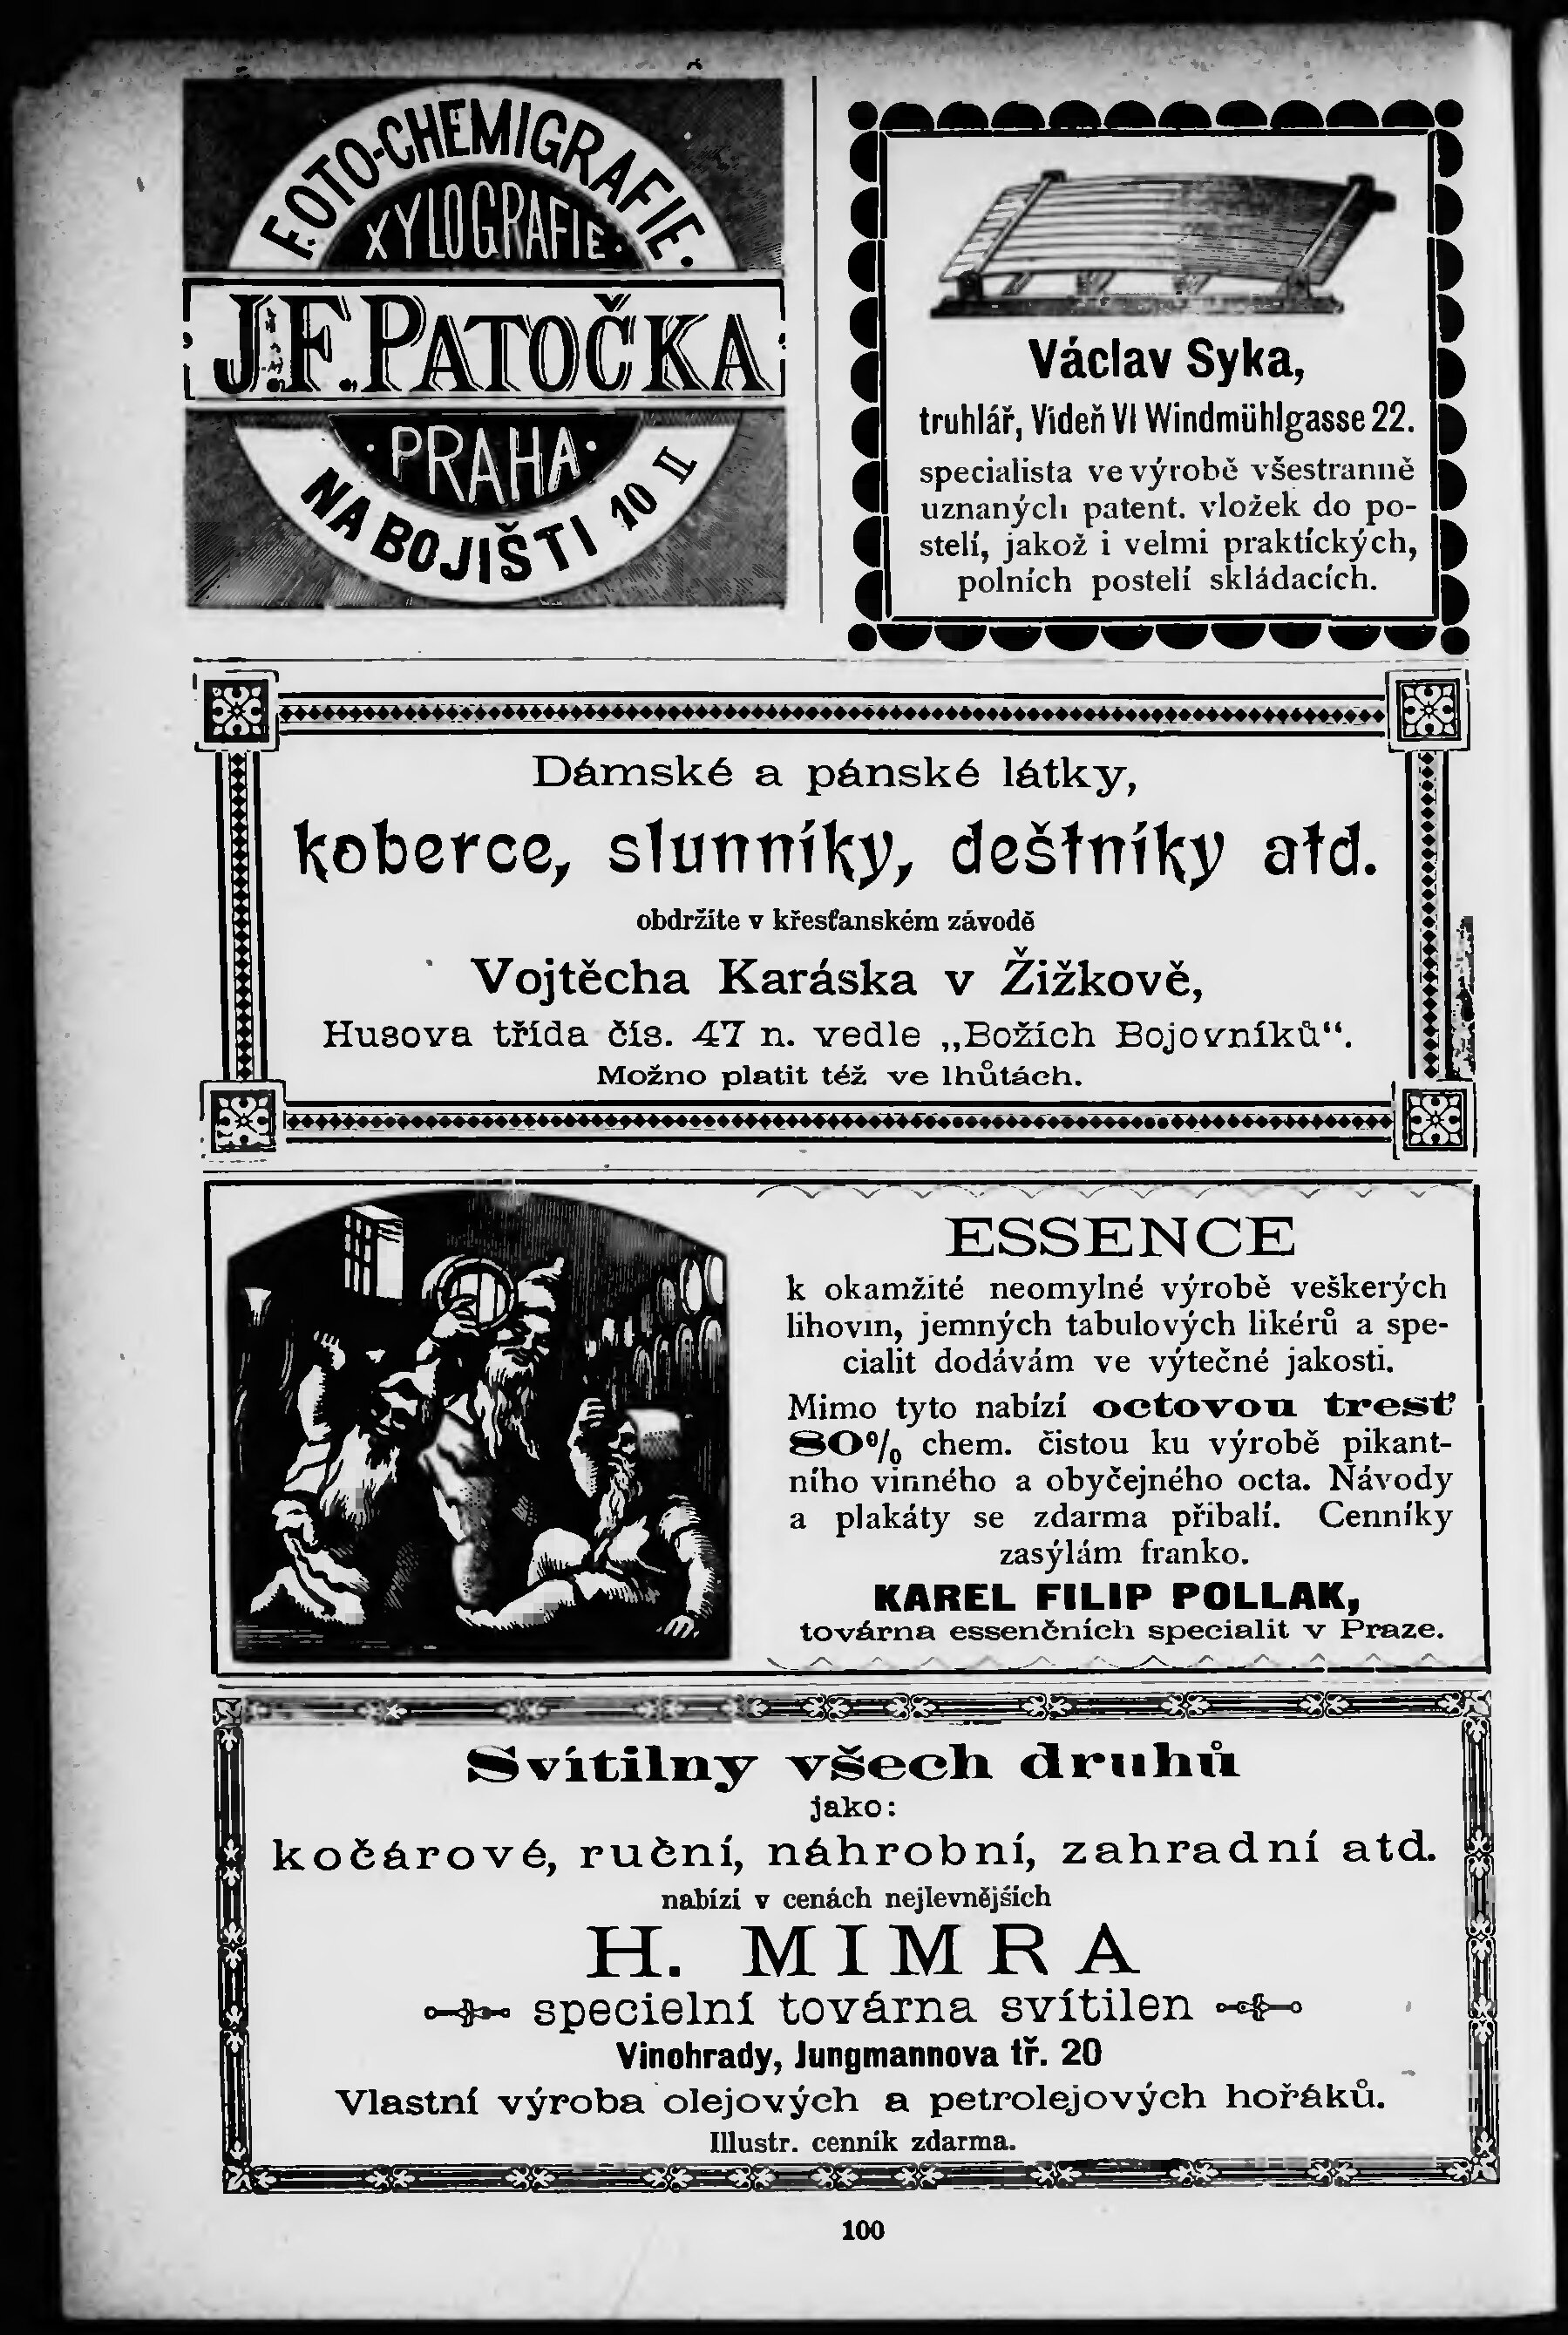 FOTO-CHEMIGRAFIE.
XYLOGRAFIE.
J.F. PATOČKA
· PRAHA ·
NA BOJIŠTI 10 II
Václav Syka,
truhlář, Vídeň VI Windmühlgasse 22.
specialista ve výrobě všestranně
uznaných patent. vložek do po-
stelí, jakož i velmi praktíckých,
polních postelí skládacích.
Dámské a pánské látky,
koberce, slunníky, deštníky atd.
obdržíte v křesťanském závodě
Vojtěcha Karáska v Žižkově,
Husova třída čís. 47 n. vedle „Božích Bojovníků“.
Možno platit též ve lhůtách.
ESSENCE
k okamžité neomylné výrobě veškerých
lihovin, jemných tabulových likérů a spe-
cialit dodávám ve výtečné jakosti.
Mimo tyto nabízí octovou tresť
80% chem. čistou ku výrobě pikant-
ního vinného a obyčejného octa. Návody
a plakáty se zdarma přibalí. Cenníky
zasýlám franko.
KAREL FILIP POLLAK,
továrna essenčních specialit v Praze.
Svítilny všech druhů
jako:
kočárové, ruční, náhrobní, zahradní atd.
nabízí v cenách nejlevnějších
H. MIMRA
specielní továrna svítilen
Vinohrady, Jungmannova tř. 20
Vlastní výroba olejových a petrolejových hořáků.
Illustr. cenník zdarma.
100